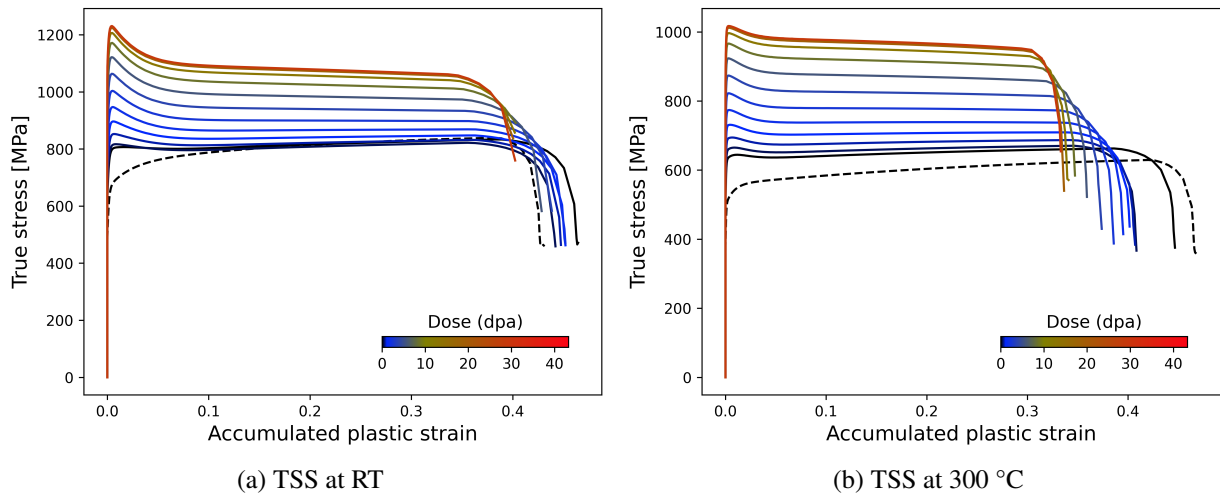 1200
1000
800
600
400
200
0
True stress [MPa]
0.0 0.1 0.2 0.3 0.4
Accumulated plastic strain
Dose (dpa)
0 10 20 30 40
(a) TSS at RT
1000
800
600
400
200
0
True stress [MPa]
0.0 0.1 0.2 0.3 0.4
Accumulated plastic strain
Dose (dpa)
0 10 20 30 40
(b) TSS at 300 °C